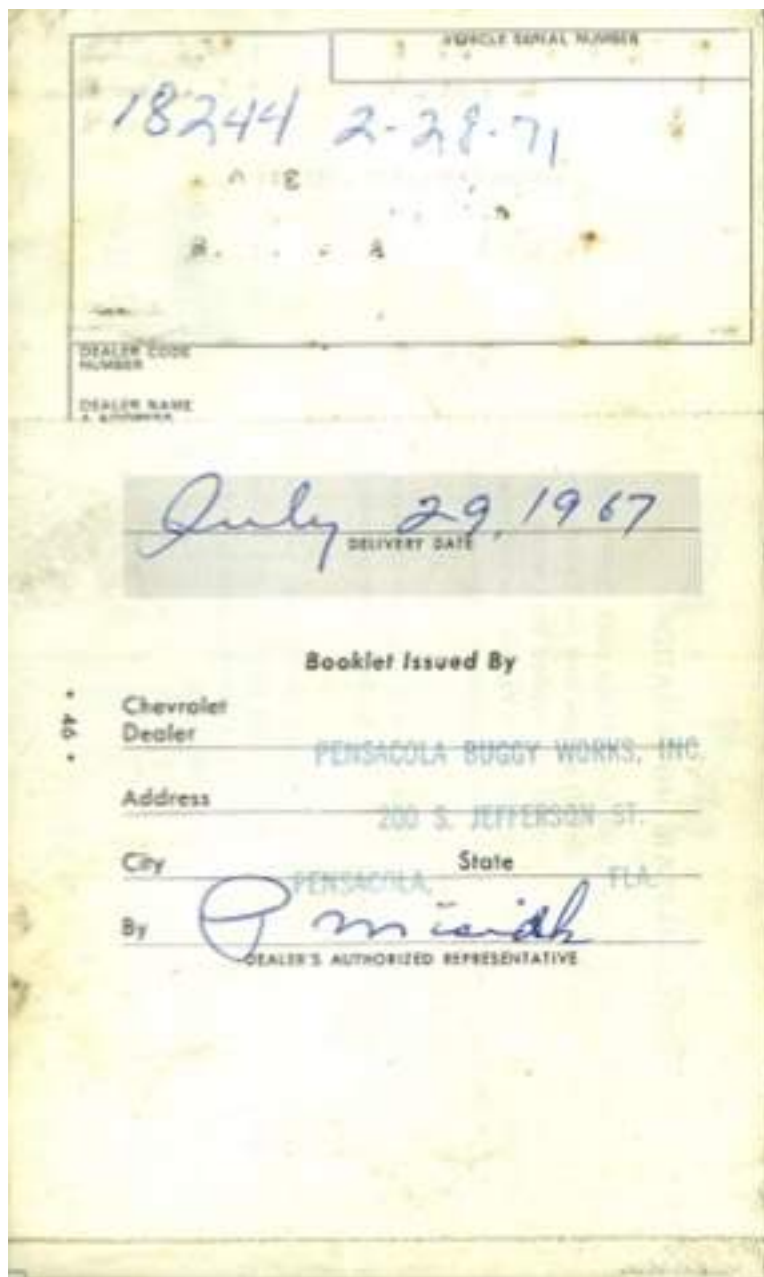 VEHICLE SERIAL NUMBER
18244 2-28-71
DEALER CODE
NUMBER
DEALER NAME
& ADDRESS
July 29, 1967
DELIVERY DATE
Booklet Issued By
• 46 •
Chevrolet
Dealer
PENSACOLA BUGGY WORKS, INC.
Address
200 S. JEFFERSON ST.
City State
PENSACOLA, FLA.
By
DEALER'S AUTHORIZED REPRESENTATIVE